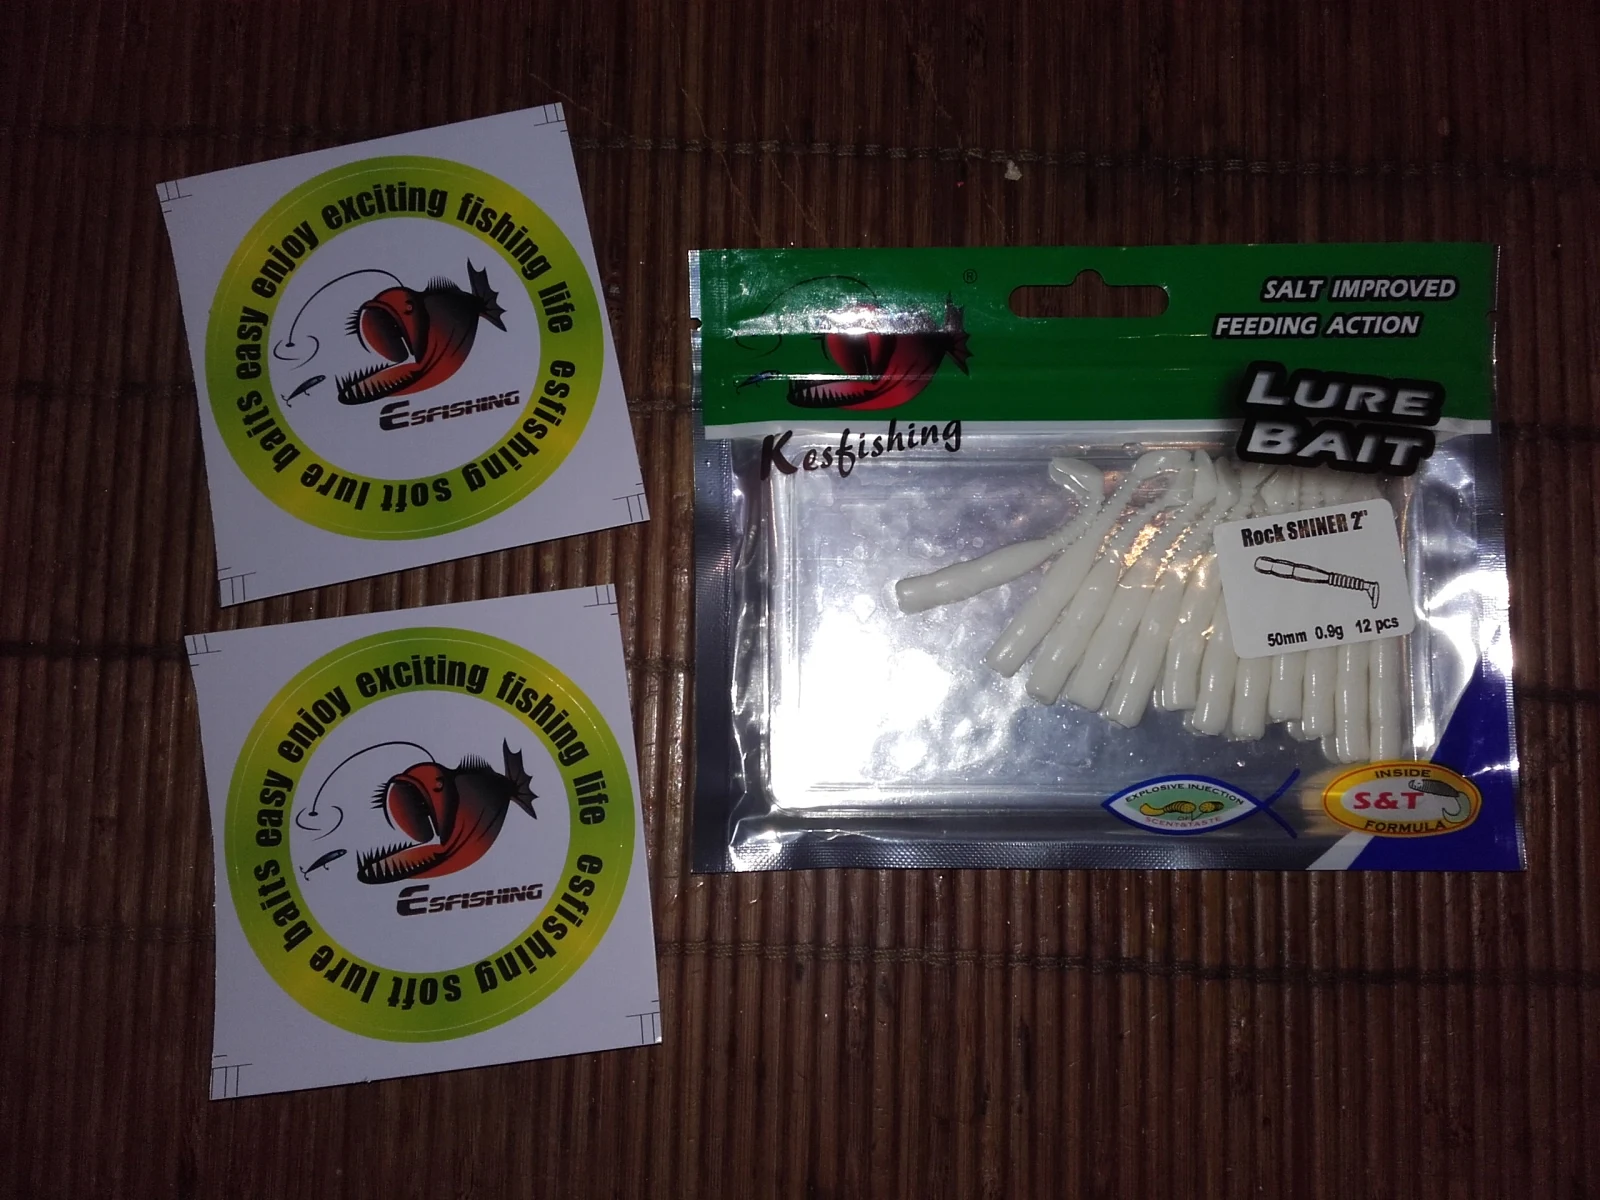 easy enjoy exciting fishing life
esfishing soft lure baits
ESFISHING
easy enjoy exciting fishing life
esfishing soft lure baits
ESFISHING
®
Kesfishing
SALT IMPROVED
FEEDING ACTION
LURE
BAIT
Rock SHINER 2"
50mm 0.9g 12 pcs
EXPLOSIVE INJECTION
OF
SCENT&TASTE
INSIDE
S&T
FORMULA